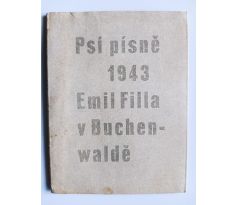 Psí písně
1943
Emil Filla
v Buchen-
waldě